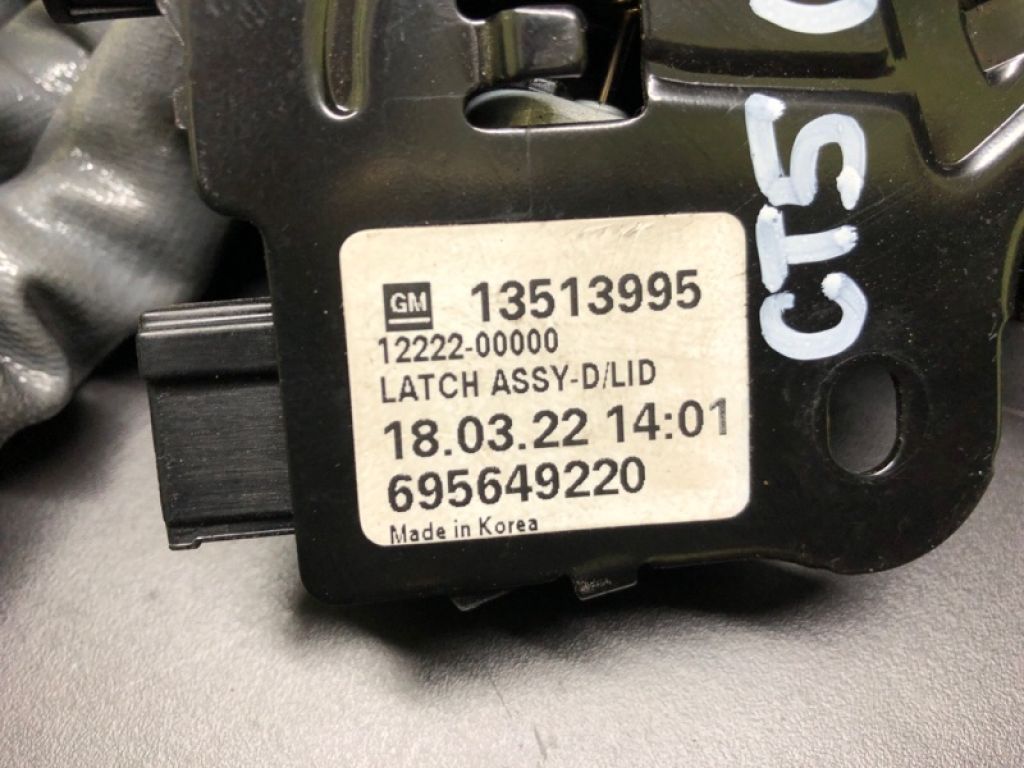 GM 13513995
12222-00000
LATCH ASSY-D/LID
18.03.22 14:01
695649220
Made in Korea
CT5